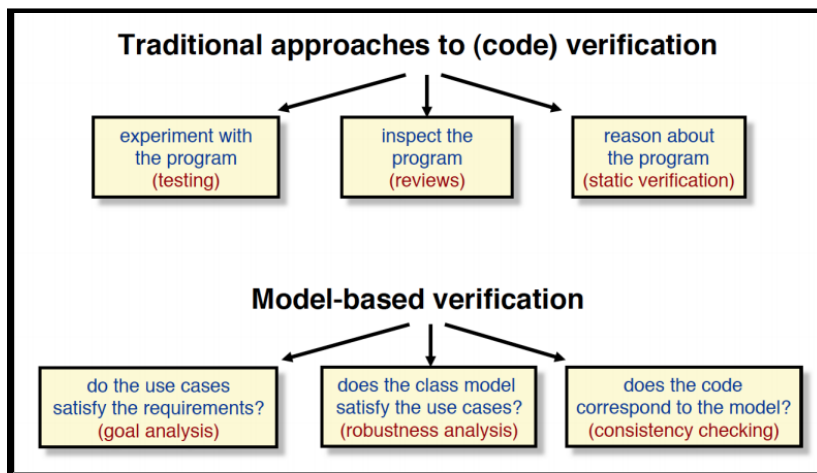 Traditional approaches to (code) verification
experiment with
the program
(testing)
inspect the
program
(reviews)
reason about
the program
(static verification)
Model-based verification
do the use cases
satisfy the requirements?
(goal analysis)
does the class model
satisfy the use cases?
(robustness analysis)
does the code
correspond to the model?
(consistency checking)